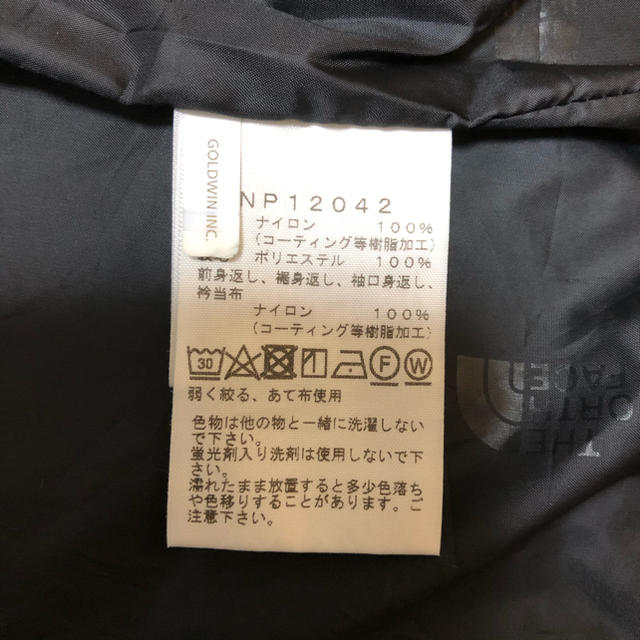 GOLDWIN INC.
NP12042
ナイロン 100%
(コーティング等樹脂加工)
ポリエステル 100%
前身返し、裾身返し、袖口身返し、
衿当布
ナイロン 100%
(コーティング等樹脂加工)
30 F W
弱く絞る、あて布使用
色物は他の物と一緒に洗濯しない
で下さい。
蛍光剤入り洗剤は使用しないで下
さい。
濡れたまま放置すると多少色落ち
や色移りすることがあります。ご
注意下さい。
THE
NORTH
FACE